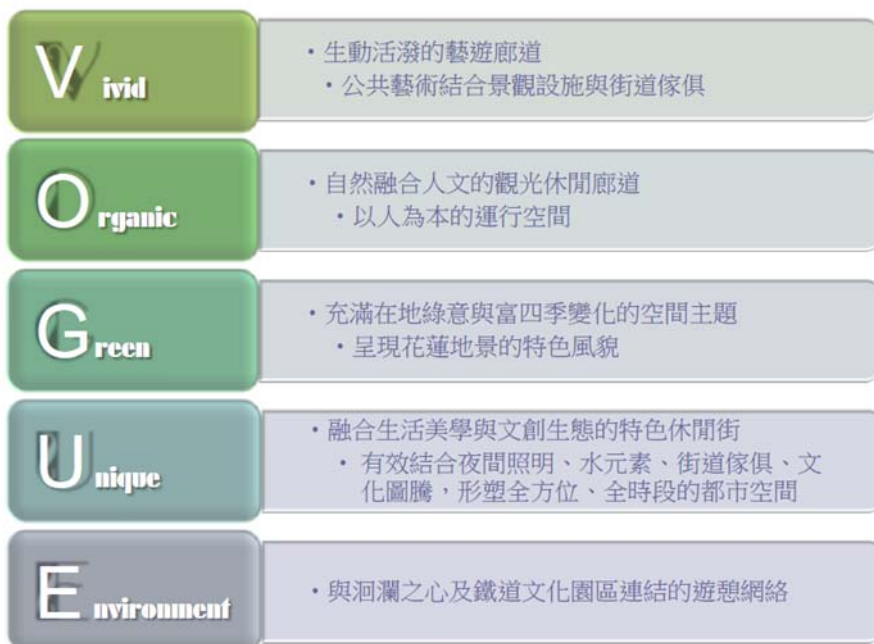 Vivid
・生動活潑的藝遊廊道
・公共藝術結合景觀設施與街道傢俱
Organic
・自然融合人文的觀光休閒廊道
・以人為本的運行空間
Green
・充滿在地綠意與富四季變化的空間主題
・呈現花蓮地景的特色風貌
Unique
・融合生活美學與文創生態的特色休閒街
・有效結合夜間照明、水元素、街道傢俱、文
化圖騰，形塑全方位、全時段的都市空間
Environment
・與洄瀾之心及鐵道文化園區連結的遊憩網絡